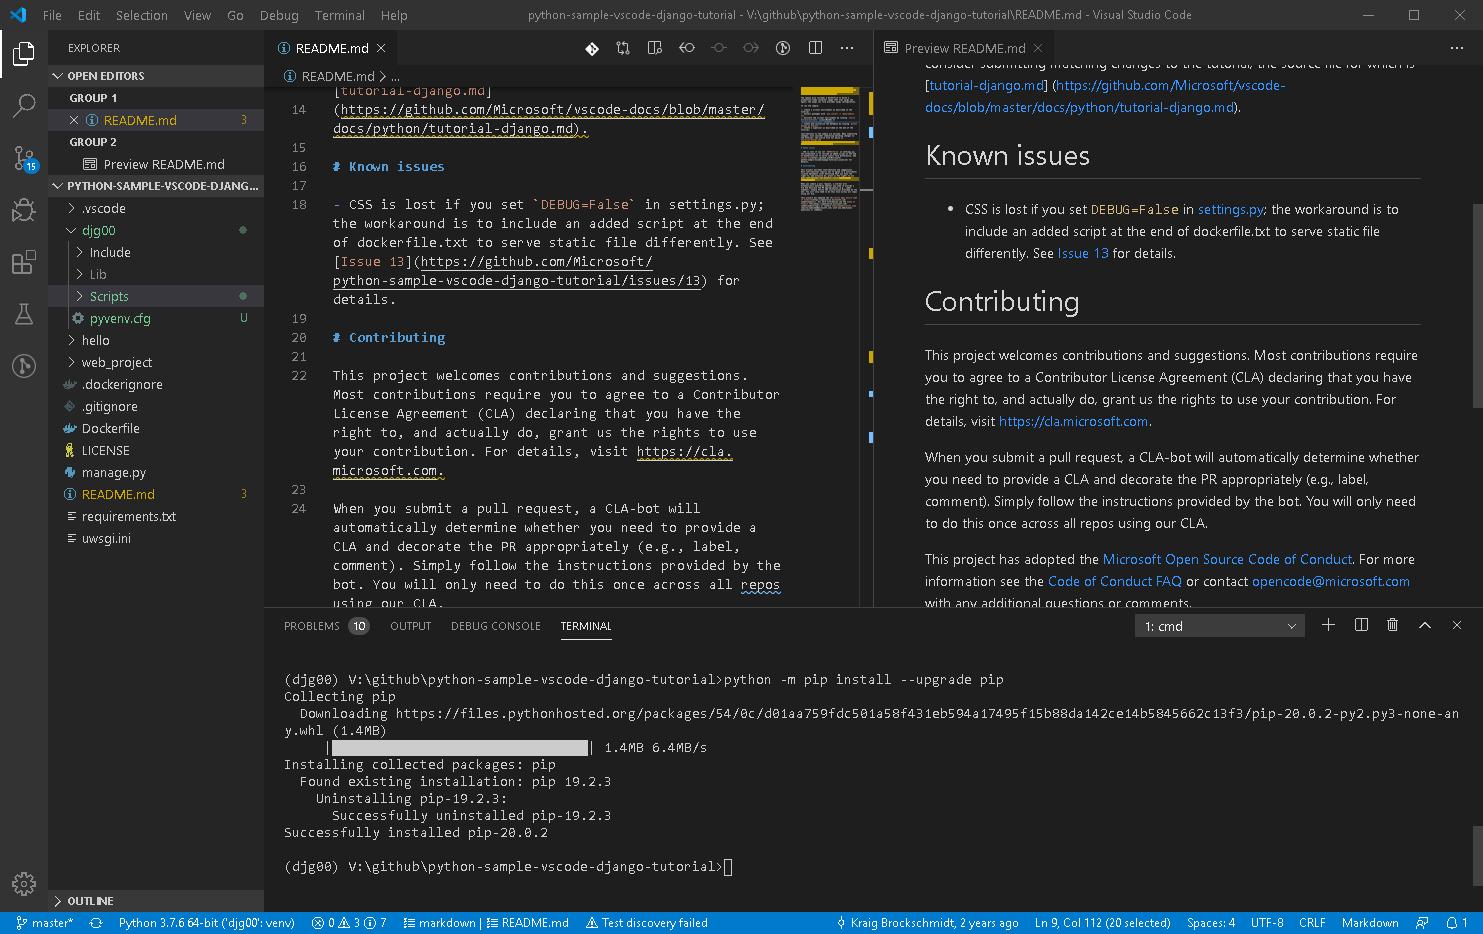 File Edit Selection View Go Debug Terminal Help
python-sample-vscode-django-tutorial - V:\github\python-sample-vscode-django-tutorial\README.md - Visual Studio Code
EXPLORER
OPEN EDITORS
GROUP 1
README.md 3
GROUP 2
Preview README.md
PYTHON-SAMPLE-VSCODE-DJANG...
.vscode
djg00
Include
Lib
Scripts
pyvenv.cfg U
hello
web_project
.dockerignore
.gitignore
Dockerfile
LICENSE
manage.py
README.md 3
requirements.txt
uwsgi.ini
OUTLINE
15
README.md
README.md > ...
[tutorial-django.md]
14 (https://github.com/Microsoft/vscode-docs/blob/master/
docs/python/tutorial-django.md).
15
16 # Known issues
17
18 - CSS is lost if you set `DEBUG=False` in settings.py;
the workaround is to include an added script at the end
of dockerfile.txt to serve static file differently. See
[Issue 13](https://github.com/Microsoft/
python-sample-vscode-django-tutorial/issues/13) for
details.
19
20 # Contributing
21
22 This project welcomes contributions and suggestions.
Most contributions require you to agree to a Contributor
License Agreement (CLA) declaring that you have the
right to, and actually do, grant us the rights to use
your contribution. For details, visit https://cla.
microsoft.com.
23
24 When you submit a pull request, a CLA-bot will
automatically determine whether you need to provide a
CLA and decorate the PR appropriately (e.g., label,
comment). Simply follow the instructions provided by the
bot. You will only need to do this once across all repos
using our CLA.
Preview README.md
consider submitting matching changes to the tutorial, the source file for which is
[tutorial-django.md] (https://github.com/Microsoft/vscode-
docs/blob/master/docs/python/tutorial-django.md).
Known issues
• CSS is lost if you set DEBUG=False in settings.py; the workaround is to
include an added script at the end of dockerfile.txt to serve static file
differently. See Issue 13 for details.
Contributing
This project welcomes contributions and suggestions. Most contributions require
you to agree to a Contributor License Agreement (CLA) declaring that you have
the right to, and actually do, grant us the rights to use your contribution. For
details, visit https://cla.microsoft.com.
When you submit a pull request, a CLA-bot will automatically determine whether
you need to provide a CLA and decorate the PR appropriately (e.g., label,
comment). Simply follow the instructions provided by the bot. You will only need
to do this once across all repos using our CLA.
This project has adopted the Microsoft Open Source Code of Conduct. For more
information see the Code of Conduct FAQ or contact opencode@microsoft.com
with any additional questions or comments.
PROBLEMS 10 OUTPUT DEBUG CONSOLE TERMINAL
1: cmd
(djg00) V:\github\python-sample-vscode-django-tutorial>python -m pip install --upgrade pip
Collecting pip
Downloading https://files.pythonhosted.org/packages/54/0c/d01aa759fdc501a58f431eb594a17495f15b88da142ce14b5845662c13f3/pip-20.0.2-py2.py3-none-an
y.whl (1.4MB)
| | 1.4MB 6.4MB/s
Installing collected packages: pip
Found existing installation: pip 19.2.3
Uninstalling pip-19.2.3:
Successfully uninstalled pip-19.2.3
Successfully installed pip-20.0.2
(djg00) V:\github\python-sample-vscode-django-tutorial>
master* Python 3.7.6 64-bit ('djg00': venv) 0 3 7 markdown | README.md Test discovery failed Kraig Brockschmidt, 2 years ago Ln 9, Col 112 (20 selected) Spaces: 4 UTF-8 CRLF Markdown 1